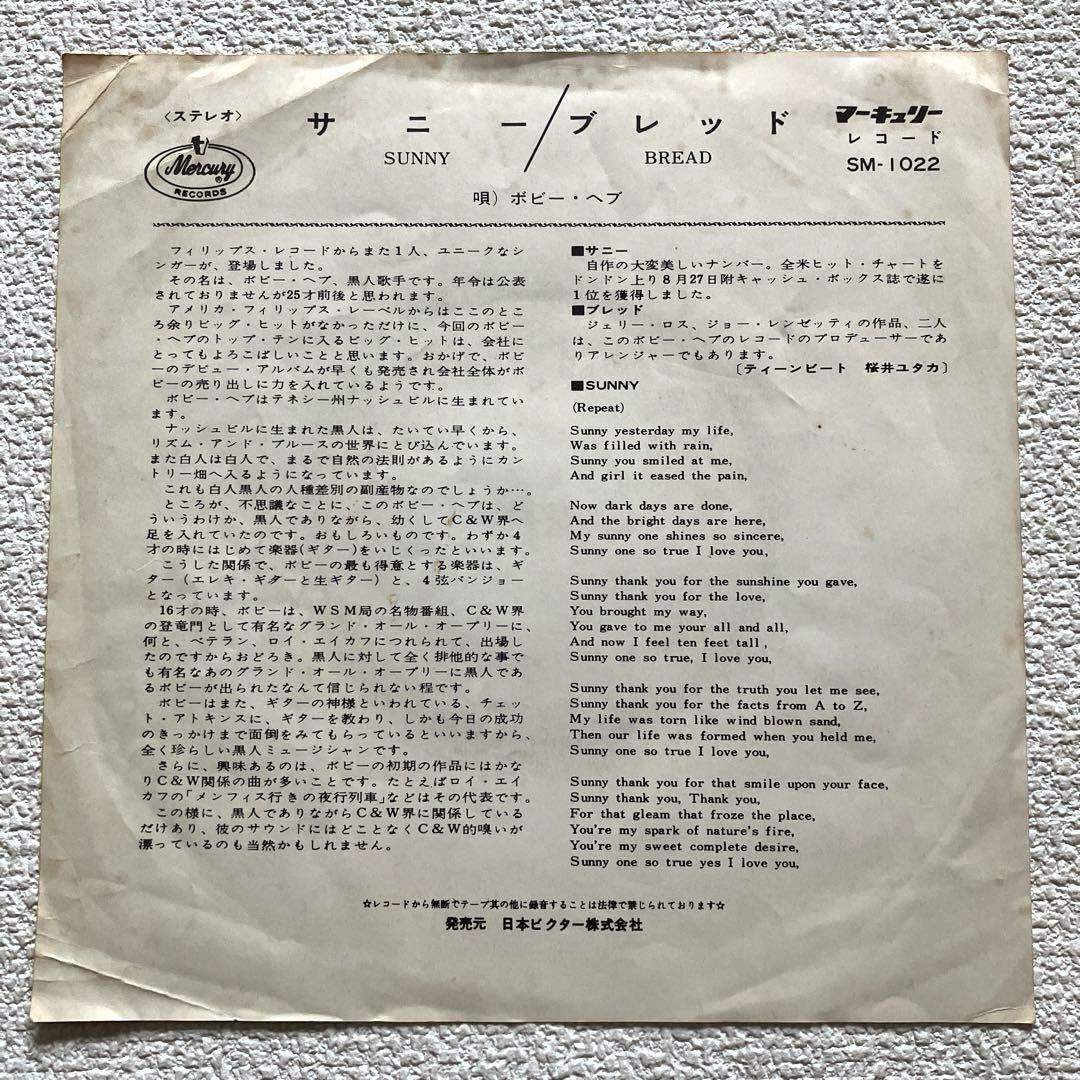 〈ステレオ〉
Mercury
®
RECORDS
サニー/ブレッド
SUNNY
BREAD
マーキュリー
レコード
SM-1022
唄) ボビー・ヘブ
フィリップス・レコードからまた1人、ユニークなシ
ンガーが、登場しました。
その名は、ボビー・ヘブ、黒人歌手です。年令は公表
されておりませんが25才前後と思われます。
アメリカ・フィリップス・レーベルからはここのとこ
ろ余りビッグ・ヒットがなかっただけに、今回のボビー
・ヘブのトップ・テンに入るビッグ・ヒットは、会社に
とってもよろこばしいことと思います。おかげで、ボビ
ーのデビュー・アルバムが早くも発売され会社全体がボ
ビーの売り出しに力を入れているようです。
ボビー・ヘブはテネシー州ナッシュビルに生まれてい
ます。
ナッシュビルに生まれた黒人は、たいてい早くから、
リズム・アンド・ブルースの世界にとび込んでいます。
また白人は白人で、まるで自然の法則があるようにカン
トリー畑へ入るようになっています。
これも白人黒人の人種差別の副産物なのでしょうか…。
ところが、不思議なことに、このボビー・ヘブは、ど
ういうわけか、黒人でありながら、幼くしてC&W界へ
足を入れていたのです。おもしろいものです。わずか4
才の時にはじめて楽器(ギター)をいじくったといいます。
こうした関係で、ボビーの最も得意とする楽器は、ギ
ター(エレキ・ギターと生ギター)と、4弦バンジョー
となっています。
16才の時、ボビーは、WSM局の名物番組、C&W界
の登竜門として有名なグランド・オール・オープリーに、
何と、ベテラン、ロイ・エイカフにつれられて、出場し
たのですからおどろき。黒人に対して全く排他的な事で
も有名なあのグランド・オール・オープリーに黒人であ
るボビーが出られたなんて信じられない程です。
ボビーはまた、ギターの神様といわれている、チェッ
ト・アトキンスに、ギターを教わり、しかも今日の成功
のきっかけまで面倒をみてもらっているといいますから、
全く珍らしい黒人ミュージシャンです。
さらに、興味あるのは、ボビーの初期の作品にはかな
りC&W関係の曲が多いことです。たとえばロイ・エイ
カフの「メンフィス行きの夜行列車」などはその代表です。
この様に、黒人でありながらC&W界に関係している
だけあり、彼のサウンドにはどことなくC&W的嗅いが
漂っているのも当然かもしれません。
■サニー
自作の大変美しいナンバー。全米ヒット・チャートを
ドンドン上り8月27日附キャッシュ・ボックス誌で遂に
1位を獲得しました。
■ブレッド
ジェリー・ロス、ジョー・レンゼッティの作品、二人
は、このボビー・ヘブのレコードのプロデューサーであ
りアレンジャーでもあります。
〔ティーンビート 桜井ユタカ〕
■SUNNY
(Repeat)
Sunny yesterday my life,
Was filled with rain,
Sunny you smiled at me,
And girl it eased the pain,
Now dark days are done,
And the bright days are here,
My sunny one shines so sincere,
Sunny one so true I love you,
Sunny thank you for the sunshine you gave,
Sunny thank you for the love,
You brought my way,
You gave to me your all and all,
And now I feel ten feet tall,
Sunny one so true, I love you,
Sunny thank you for the truth you let me see,
Sunny thank you for the facts from A to Z,
My life was torn like wind blown sand,
Then our life was formed when you held me,
Sunny one so true I love you,
Sunny thank you for that smile upon your face,
Sunny thank you, Thank you,
For that gleam that froze the place,
You're my spark of nature's fire,
You're my sweet complete desire,
Sunny one so true yes I love you,
☆レコードから無断でテープ其の他に録音することは法律で禁じられております☆
発売元 日本ビクター株式会社